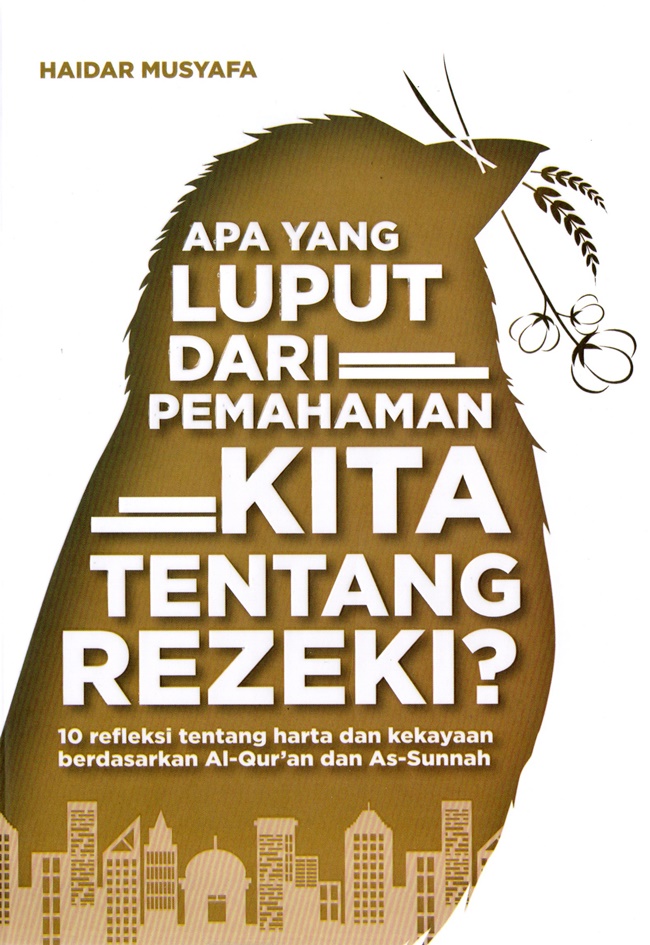 HAIDAR MUSYAFA
APA YANG
LUPUT
DARI
PEMAHAMAN
KITA
TENTANG
REZEKI?
10 refleksi tentang harta dan kekayaan
berdasarkan Al-Qur'an dan As-Sunnah